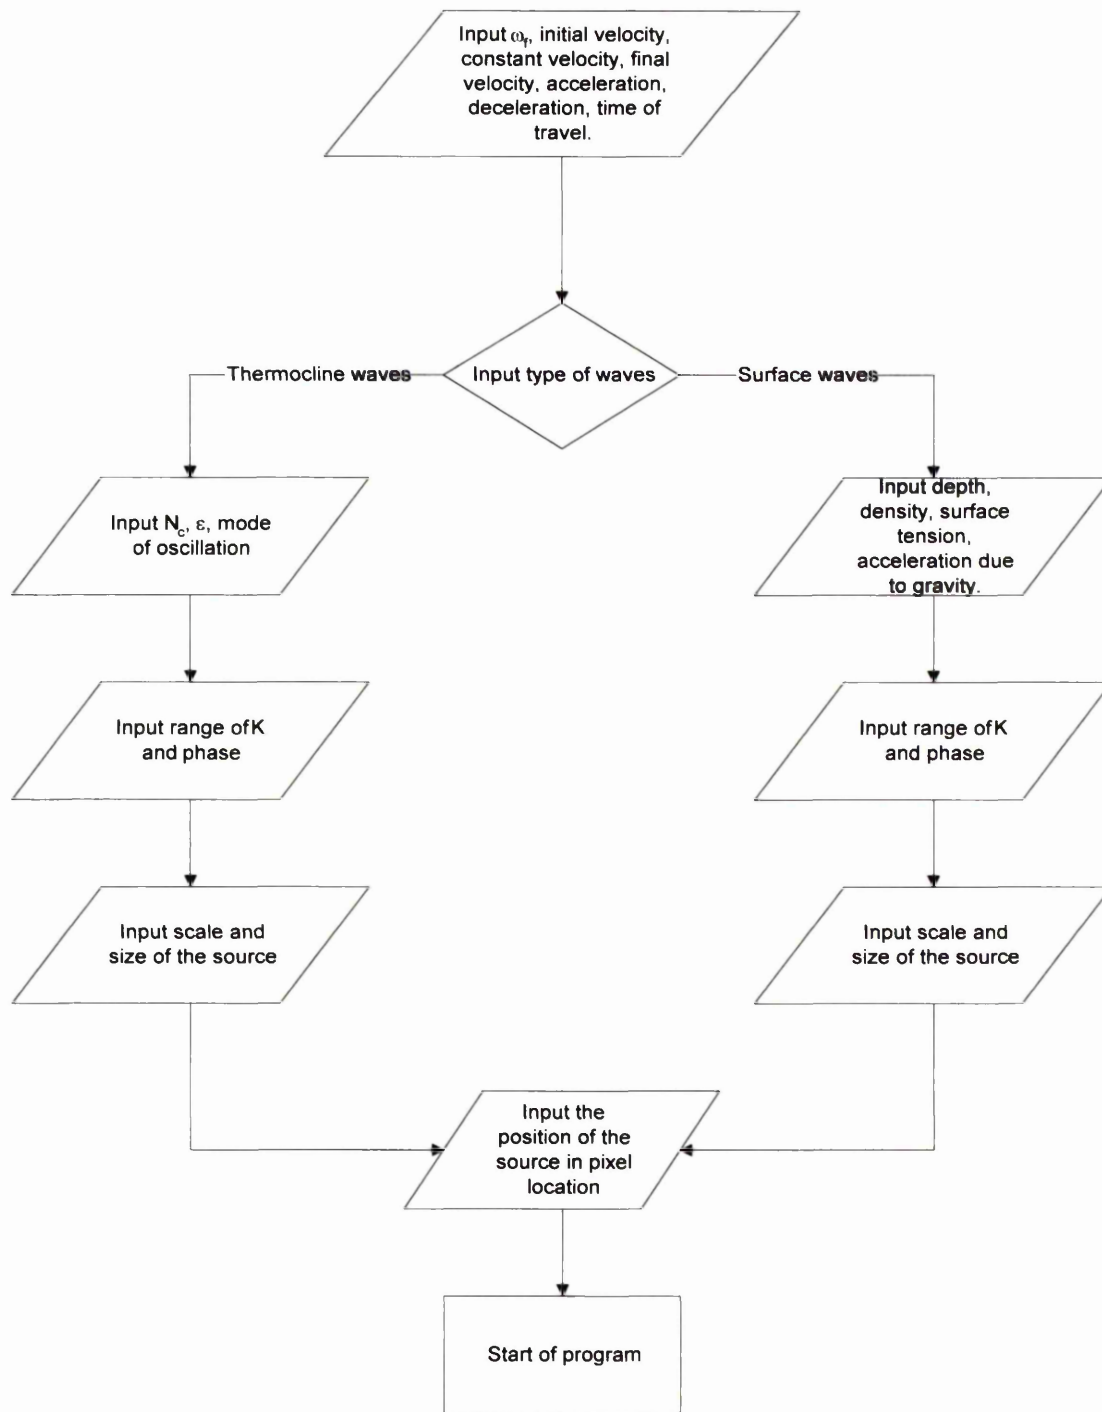 Input ω_f, initial velocity,
constant velocity, final
velocity, acceleration,
deceleration, time of
travel.
Thermocline waves
Input type of waves
Surface waves
Input N_c, ε, mode
of oscillation
Input depth,
density, surface
tension,
acceleration due
to gravity.
Input range of K
and phase
Input range of K
and phase
Input scale and
size of the source
Input scale and
size of the source
Input the
position of the
source in pixel
location
Start of program